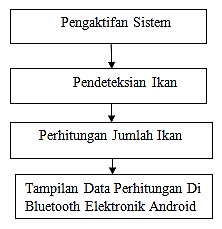 Pengaktifan Sistem
Pendeteksian Ikan
Perhitungan Jumlah Ikan
Tampilan Data Perhitungan Di
Bluetooth Elektronik Android